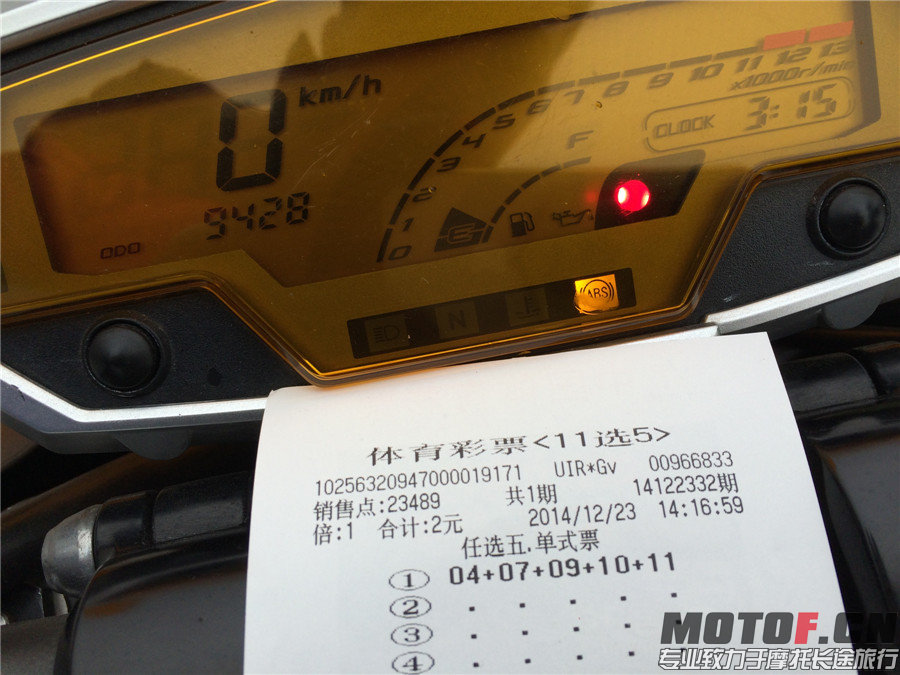 0 km/h
9428
ODO
0 1 2 3 4 5 6 7 8 9 10 11 12 13
x1000r/min
CLOCK 3:15
F
N
ABS
体育彩票<11选5>
10256320947000019171 UIR*Gv 00966833
销售点:23489 共1期 14122332期
倍:1 合计:2元 2014/12/23 14:16:59
任选五.单式票
① 04+07+09+10+11
② . . . . .
③ . . . . .
④ . . . . .
MOTOF.CN
专业致力于摩托长途旅行